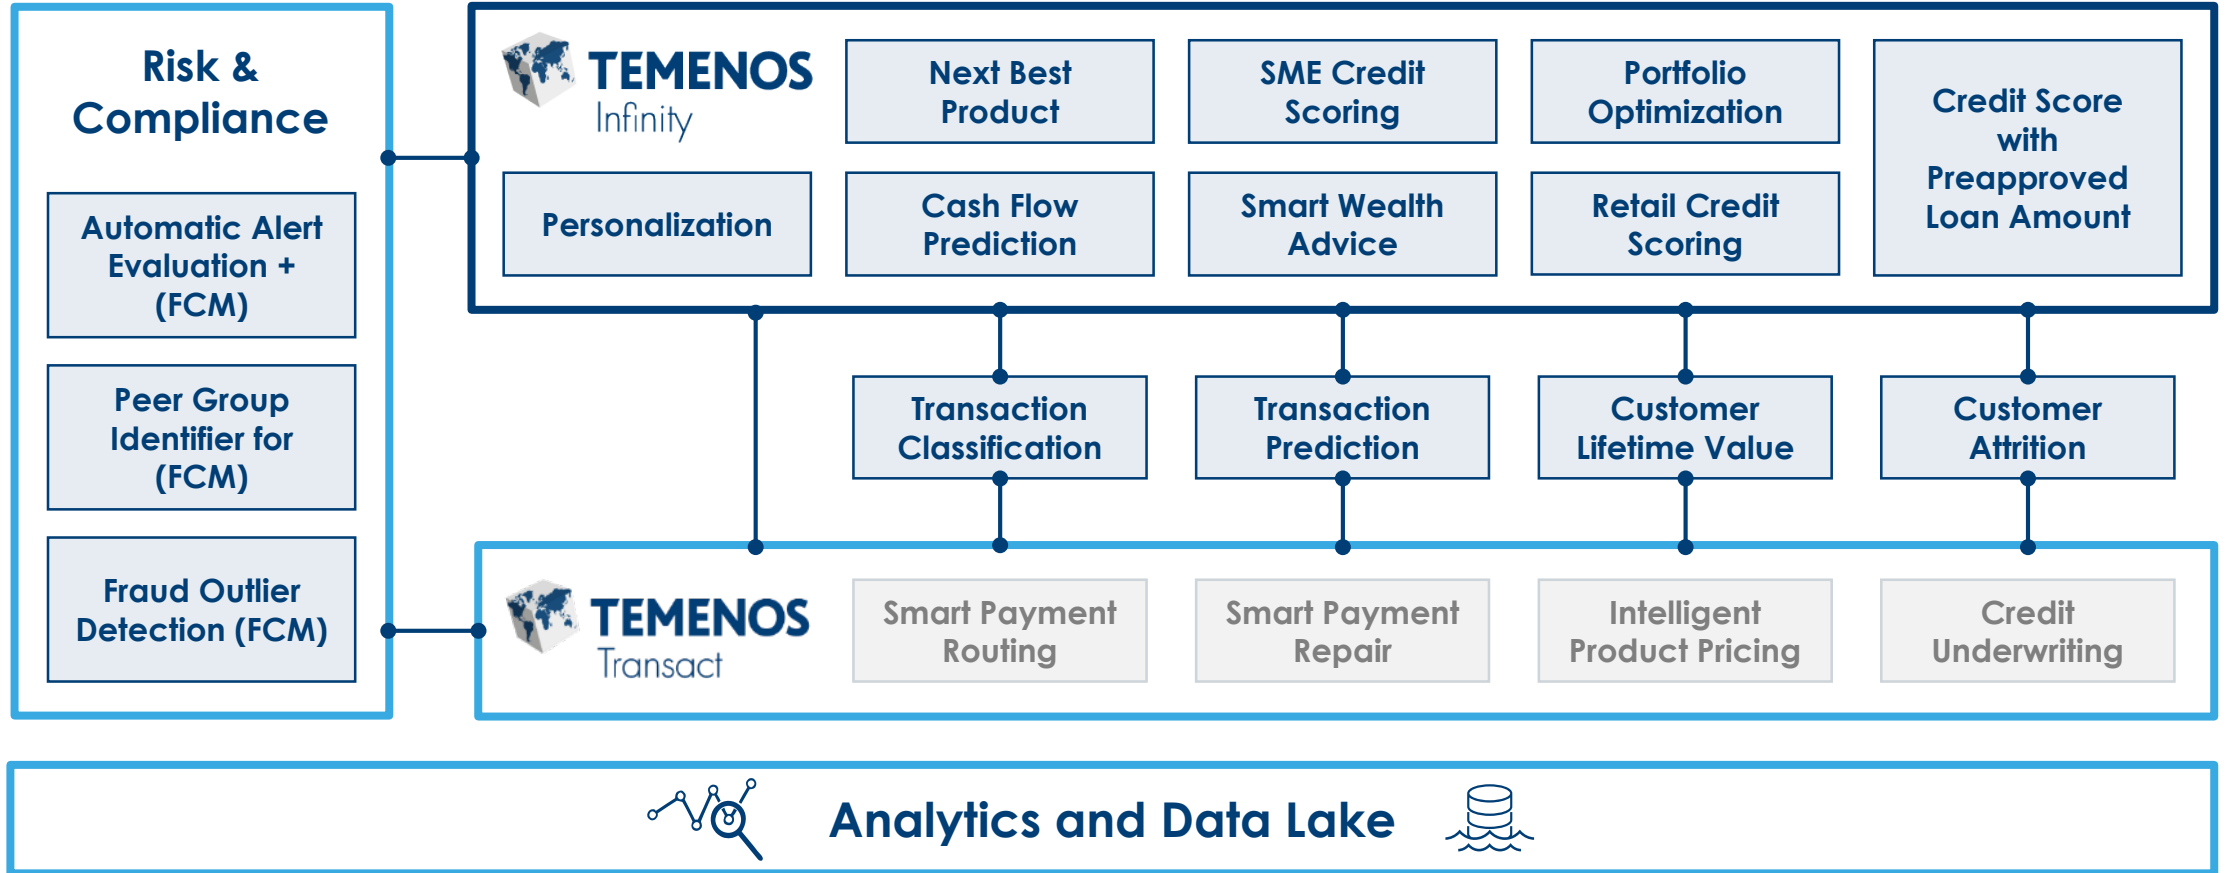 Risk &
Compliance
Automatic Alert
Evaluation +
(FCM)
Peer Group
Identifier for
(FCM)
Fraud Outlier
Detection (FCM)
TEMENOS
Infinity
Next Best
Product
SME Credit
Scoring
Portfolio
Optimization
Credit Score
with
Preapproved
Loan Amount
Personalization
Cash Flow
Prediction
Smart Wealth
Advice
Retail Credit
Scoring
Transaction
Classification
Transaction
Prediction
Customer
Lifetime Value
Customer
Attrition
TEMENOS
Transact
Smart Payment
Routing
Smart Payment
Repair
Intelligent
Product Pricing
Credit
Underwriting
Analytics and Data Lake